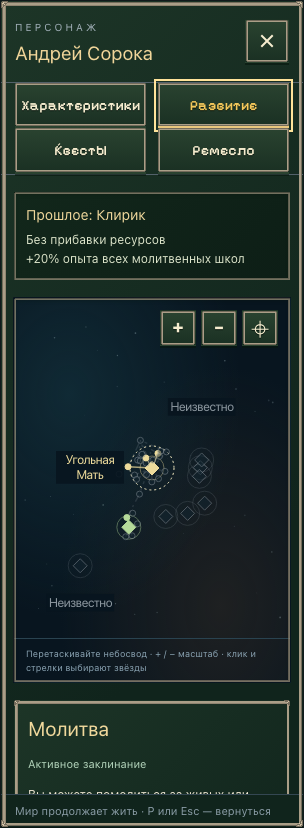 ПЕРСОНАЖ
Андрей Сорока
✕
Характеристики
Развитие
Квесты
Ремесло
Прошлое: Клирик
Без прибавки ресурсов
+20% опыта всех молитвенных школ
+
−
Неизвестно
Угольная
Мать
Неизвестно
Перетаскивайте небосвод · + / − масштаб · клик и
стрелки выбирают звёзды
Молитва
Активное заклинание
Мир продолжает жить · P или Esc — вернуться